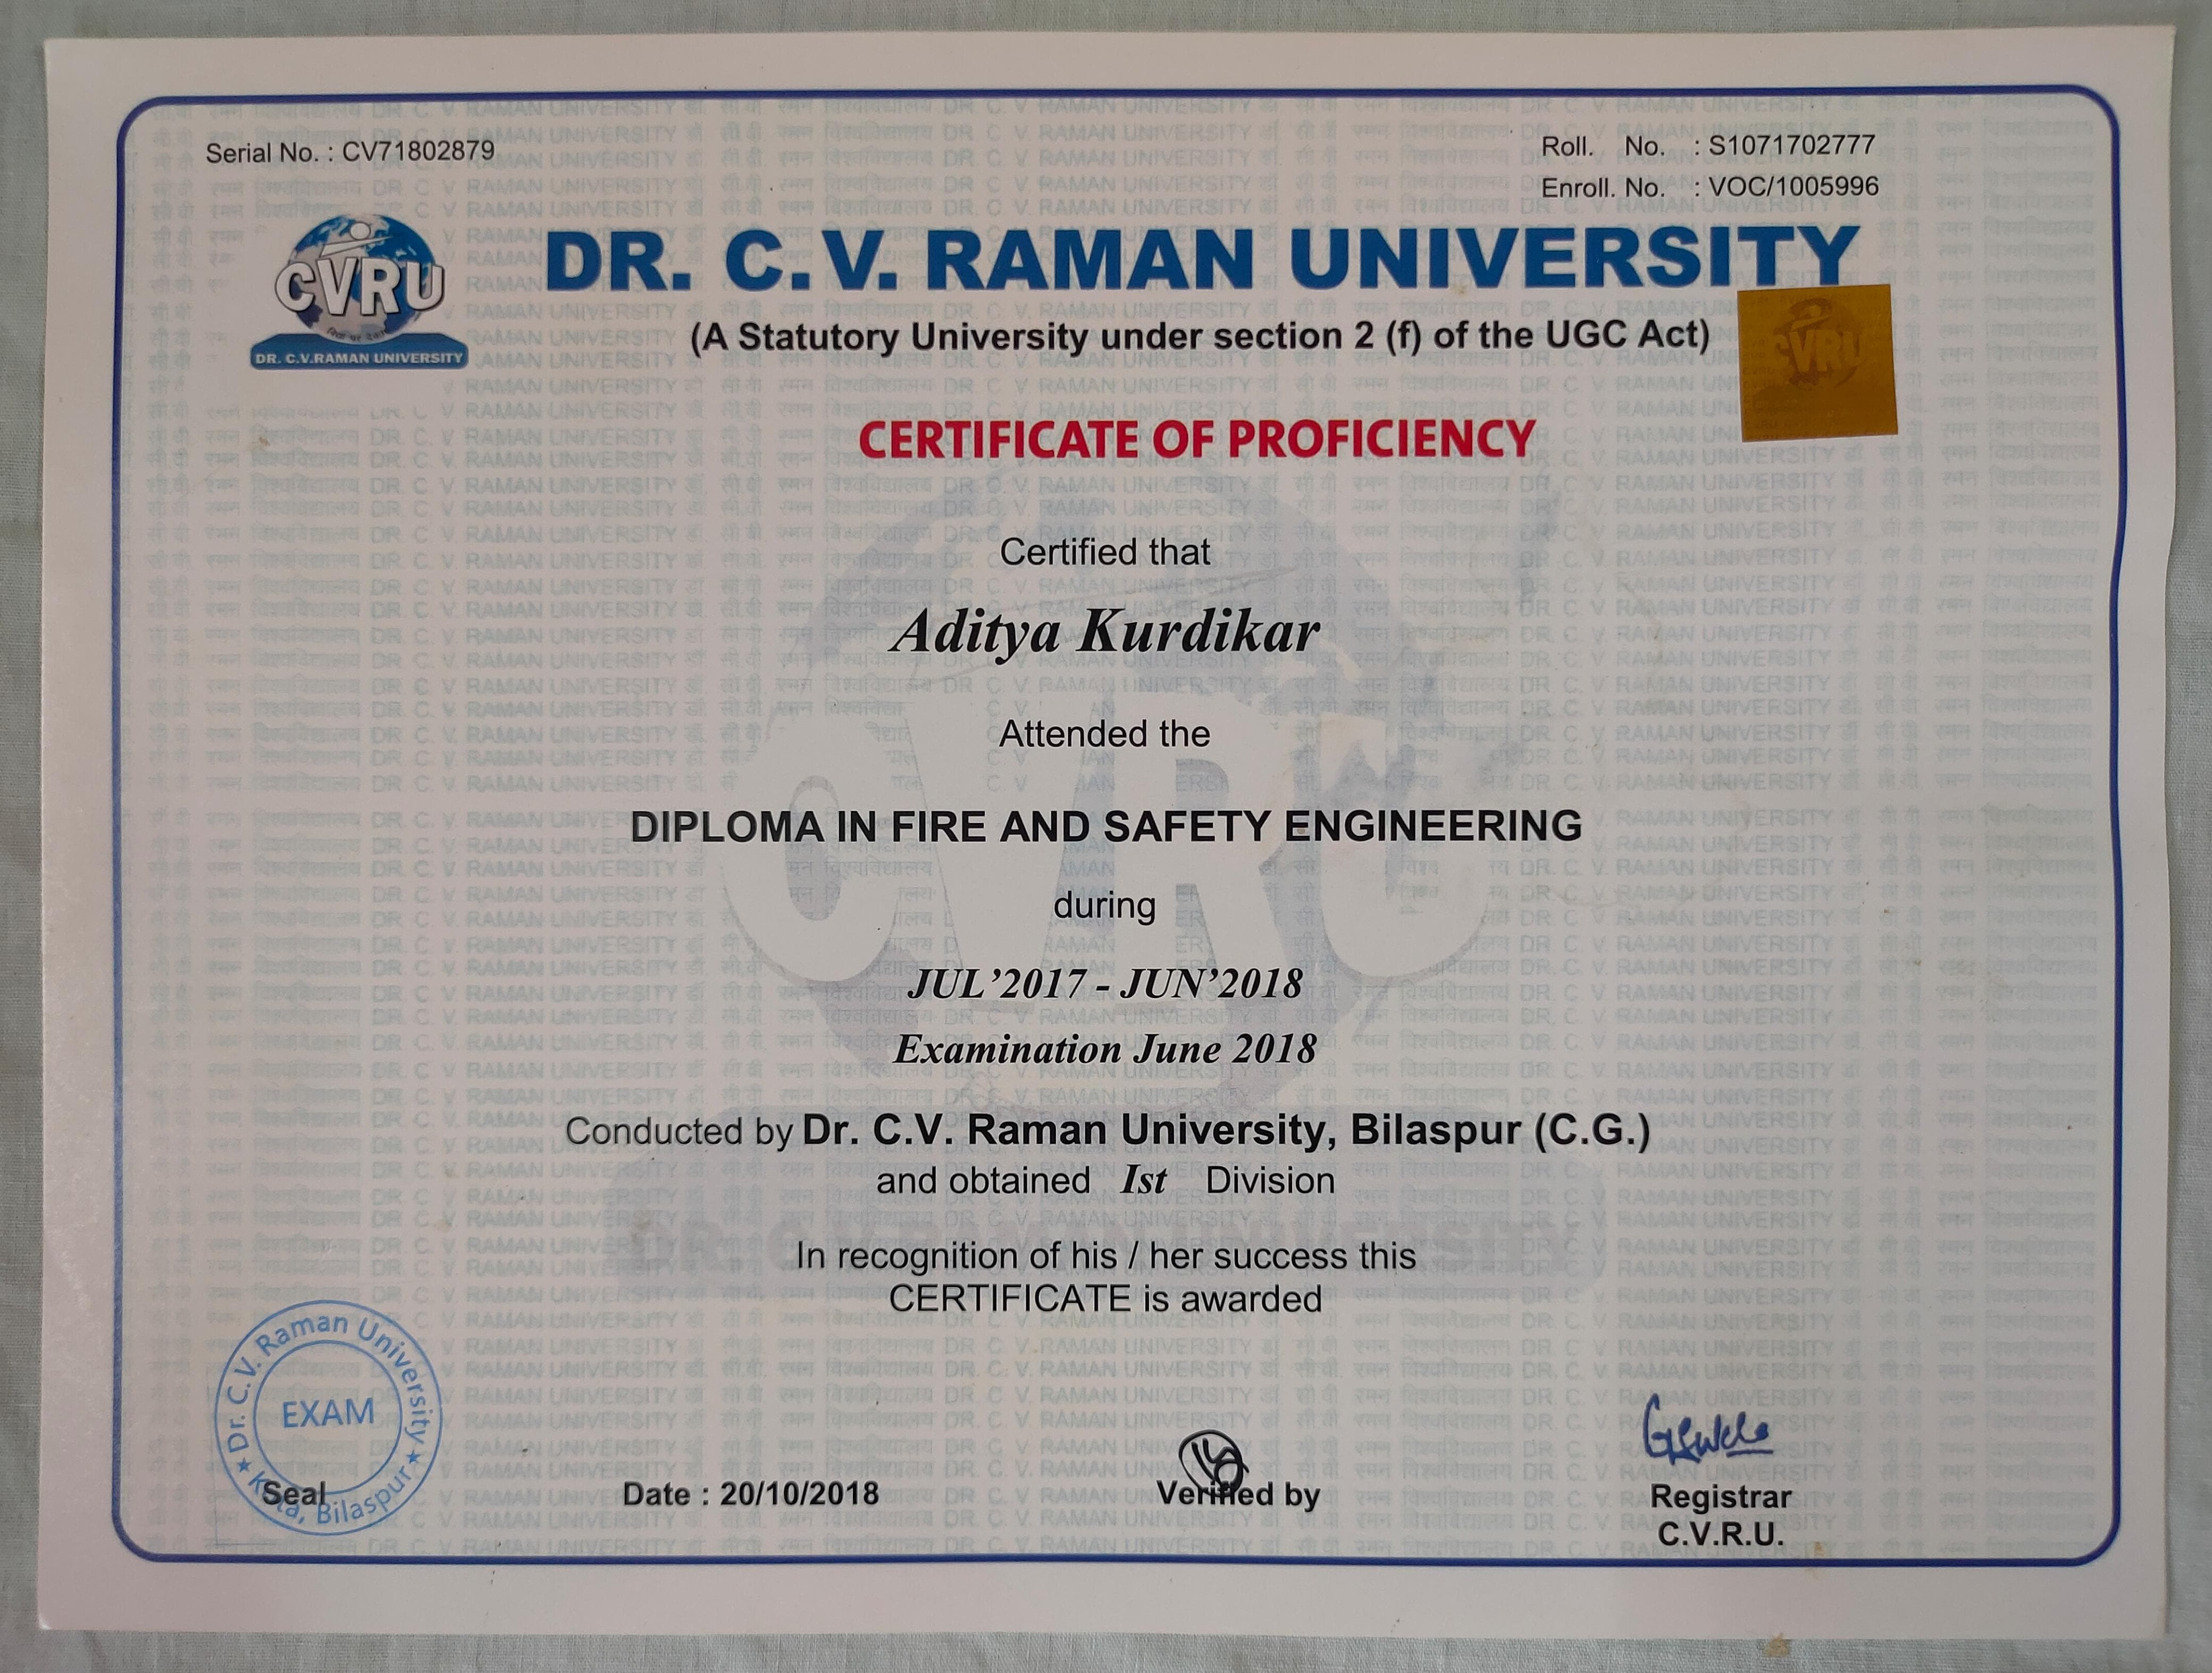 Serial No. : CV71802879
Roll. No. : S1071702777
Enroll. No. : VOC/1005996
CVRU
DR. C.V.RAMAN UNIVERSITY
DR. C.V. RAMAN UNIVERSITY
(A Statutory University under section 2 (f) of the UGC Act)
CVRU
CERTIFICATE OF PROFICIENCY
Certified that
Aditya Kurdikar
Attended the
DIPLOMA IN FIRE AND SAFETY ENGINEERING
during
JUL’2017 - JUN’2018
Examination June 2018
Conducted by Dr. C.V. Raman University, Bilaspur (C.G.)
and obtained Ist Division
In recognition of his / her success this
CERTIFICATE is awarded
Dr. C.V. Raman University
EXAM
Kota, Bilaspur
Seal
Date : 20/10/2018
Verified by
Registrar
C.V.R.U.